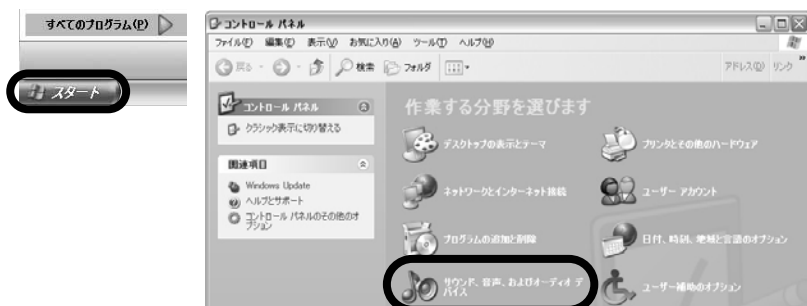 すべてのプログラム(P)
スタート
コントロール パネル
ファイル(F) 編集(E) 表示(V) お気に入り(A) ツール(T) ヘルプ(H)
戻る 検索 フォルダ アドレス(D) リンク »
コントロール パネル
クラシック表示に切り替える
関連項目
Windows Update
ヘルプとサポート
コントロール パネルのその他のオ
プション
作業する分野を選びます
デスクトップの表示とテーマ
プリンタとその他のハードウェア
ネットワークとインターネット接続
ユーザー アカウント
プログラムの追加と削除
日付、時刻、地域と言語のオプション
サウンド、音声、およびオーディオ デ
バイス
ユーザー補助のオプション